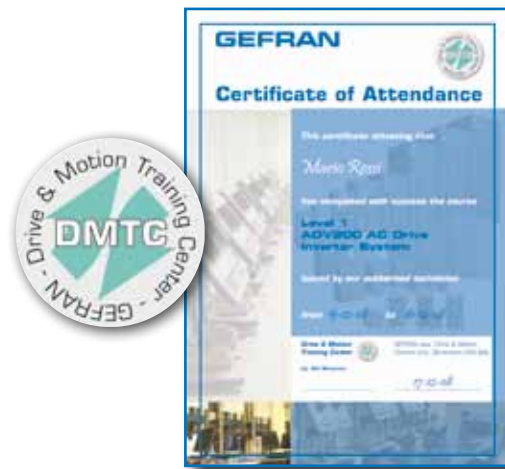 GEFRAN
Certificate of Attendance
This certificate attesting that
Mario Rossi
has completed with success the course
Level 1
ADV200 AC Drive
Inverter System
issued by our authorized technician
from
to
Drive & Motion
Training Center
17-12-08
DMTC
Drive & Motion Training Center - GEFRAN -